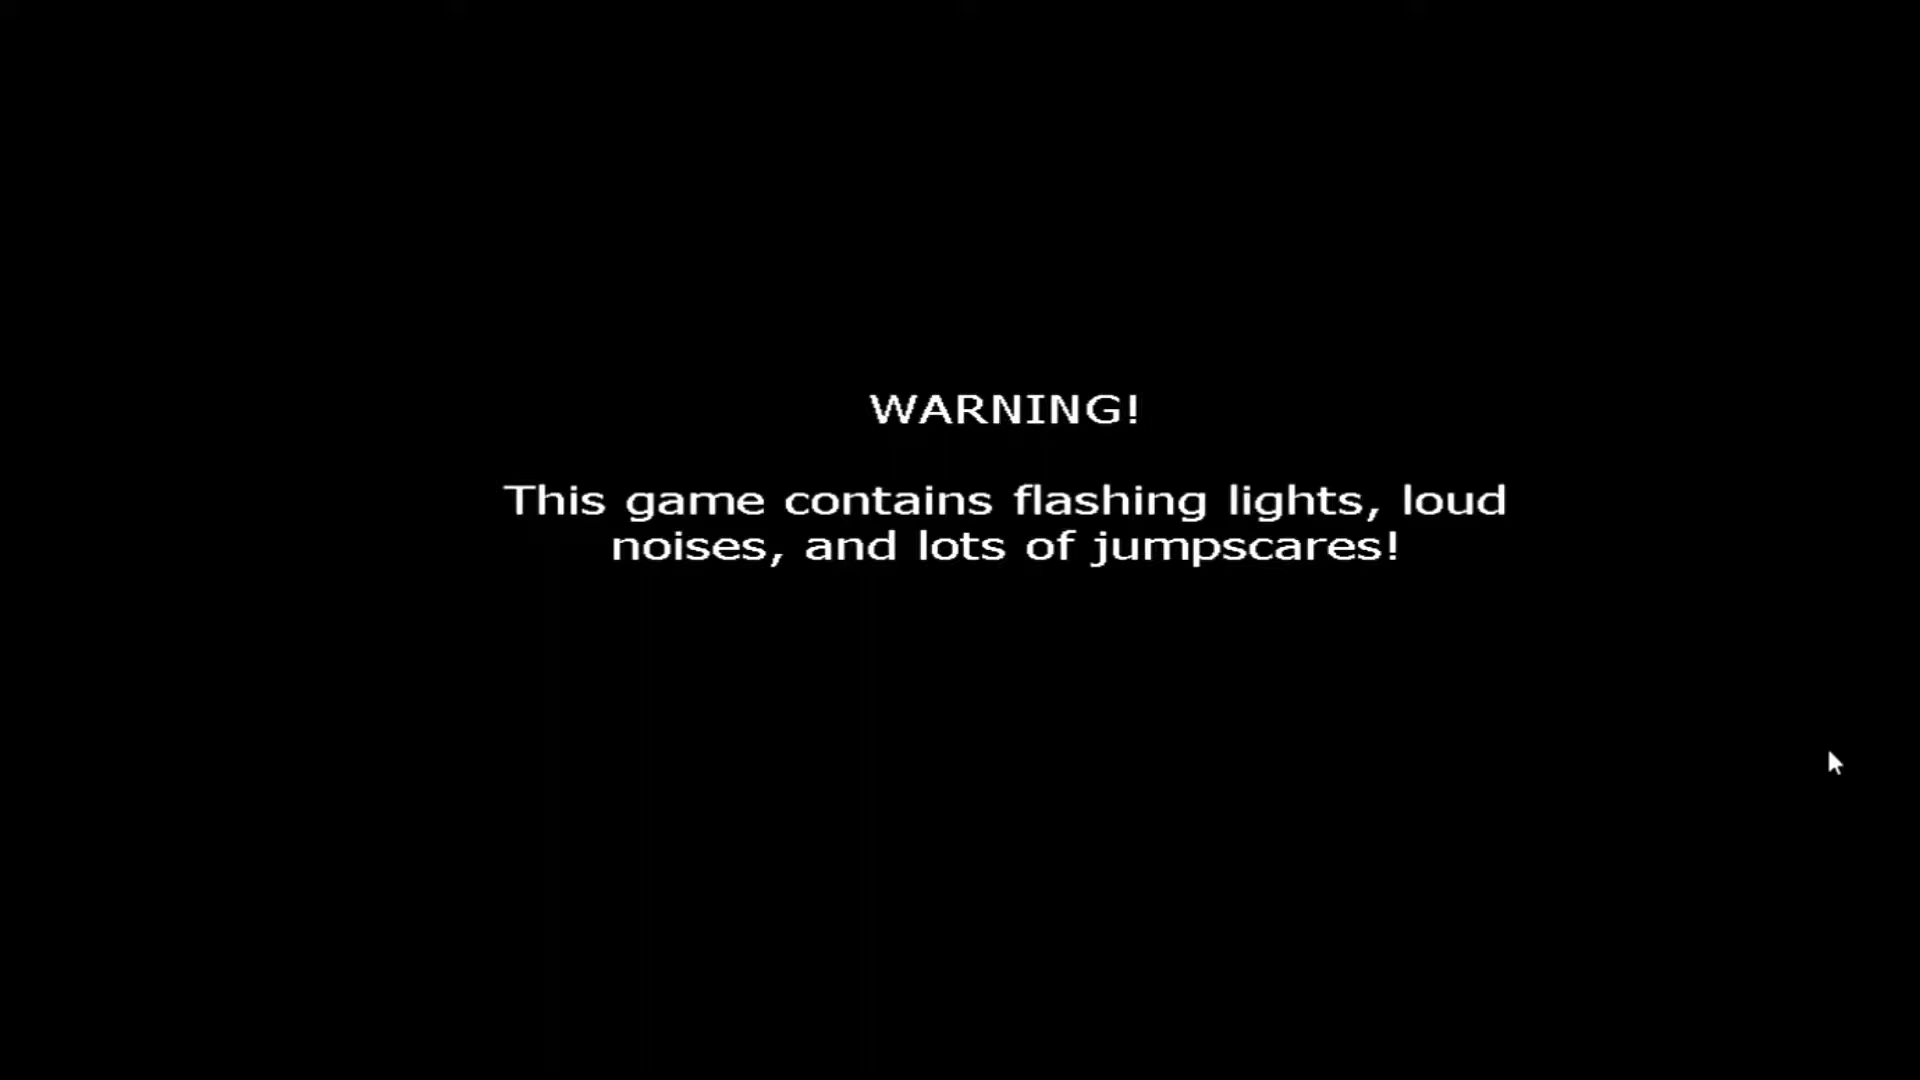 WARNING!
This game contains flashing lights, loud
noises, and lots of jumpscares!